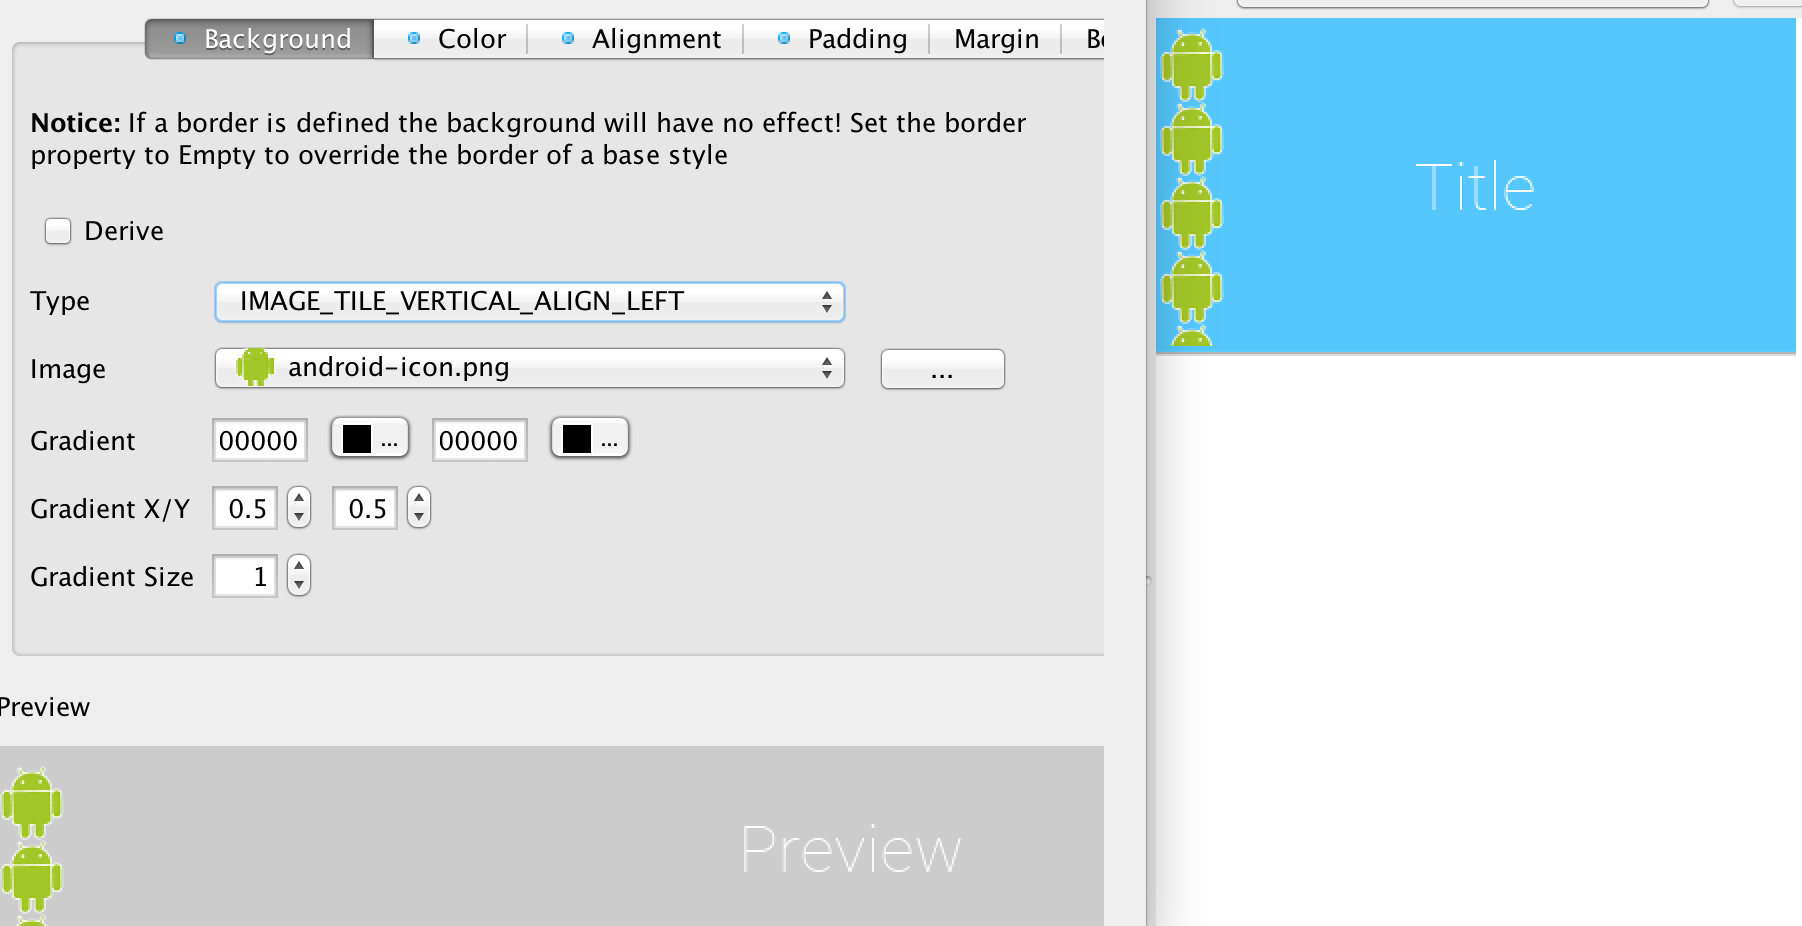 Background Color Alignment Padding Margin
Notice: If a border is defined the background will have no effect! Set the border
property to Empty to override the border of a base style
Derive
Type IMAGE_TILE_VERTICAL_ALIGN_LEFT
Image android-icon.png ...
Gradient 00000 ... 00000 ...
Gradient X/Y 0.5 0.5
Gradient Size 1
Preview
Preview
Title